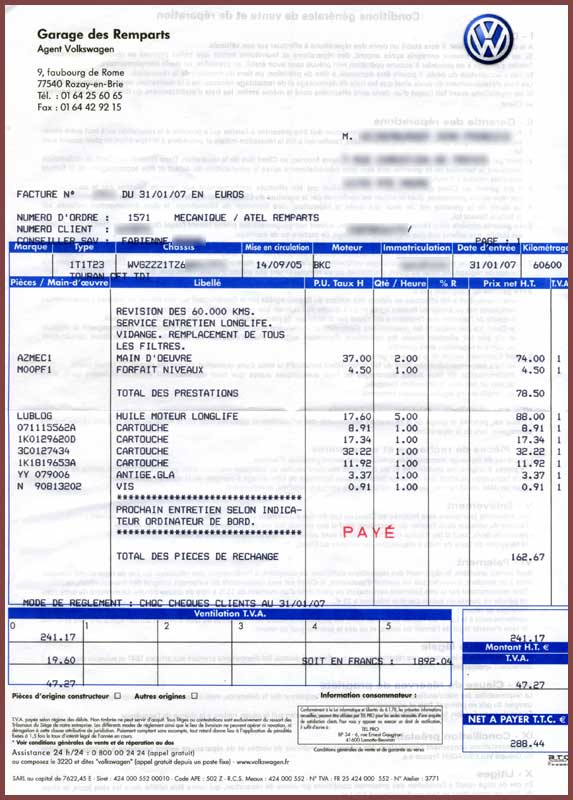 Garage des Remparts
Agent Volkswagen
9, faubourg de Rome
77540 Rozay-en-Brie
Tél. : 01 64 25 60 65
Fax : 01 64 42 92 15
M.
FACTURE N° DU 31/01/07 EN EUROS
NUMERO D'ORDRE : 1571 MECANIQUE / ATEL REMPARTS
NUMERO CLIENT :
CONSEILLER SAV : FABIENNE PAGE : 1
Marque Type Chassis Mise en circulation Moteur Immatriculation Date d'entrée Kilométrage
1T1TZ3 WVGZZZ1TZ6 14/09/05 BKC 31/01/07 60600
TOURAN CFT TDI
Pièces / Main-d'œuvre Libellé P.U. Taux H Qté / Heure % R Prix net H.T. T.V.A
REVISION DES 60.000 KMS.
SERVICE ENTRETIEN LONGLIFE.
VIDANGE. REMPLACEMENT DE TOUS
LES FILTRES.
AZMEC1 MAIN D'OEUVRE 37.00 2.00 74.00 1
MOOPF1 FORFAIT NIVEAUX 4.50 1.00 4.50 1
TOTAL DES PRESTATIONS 78.50
LUBLOG HUILE MOTEUR LONGLIFE 17.60 5.00 88.00 1
071115562A CARTOUCHE 8.91 1.00 8.91 1
1K0129620D CARTOUCHE 17.34 1.00 17.34 1
3C0127434 CARTOUCHE 32.22 1.00 32.22 1
1K1819653A CARTOUCHE 11.92 1.00 11.92 1
YY 079006 ANTIGE.GLA 3.37 1.00 3.37 1
N 90813202 VIS 0.91 1.00 0.91 1
********************************
PROCHAIN ENTRETIEN SELON INDICA-
TEUR ORDINATEUR DE BORD.
********************************
PAYÉ
TOTAL DES PIECES DE RECHANGE 162.67
MODE DE REGLEMENT : CHQC CHEQUES CLIENTS AU 31/01/07
Ventilation T.V.A.
0 1 2 3 4 5
241.17 241.17
Montant H.T. €
T.V.A.
19.60 SOIT EN FRANCS : 1892.04
47.27 47.27
Pièces d'origine constructeur Autres origines Information consommateur :
NET A PAYER T.T.C. €
288.44
• Voir conditions générales de vente et de réparation au dos
Assistance 24 h/24 : 0 800 00 24 24 (appel gratuit)
ou composez le 3220 et dites "volkswagen" (appel gratuit depuis un poste fixe) - www.volkswagen.fr
TEL PRO
BP 34 - 6, rue Ernest Gouginon
Conditions générales de vente et de garantie au verso
SARL au capital de 7622,45 E - Siret : 424 000 552 00010 - Code APE : 502 Z - R.C.S. Meaux : 424 000 552 - N° TVA : FR 25 424 000 552 - N° Atelier : 3771